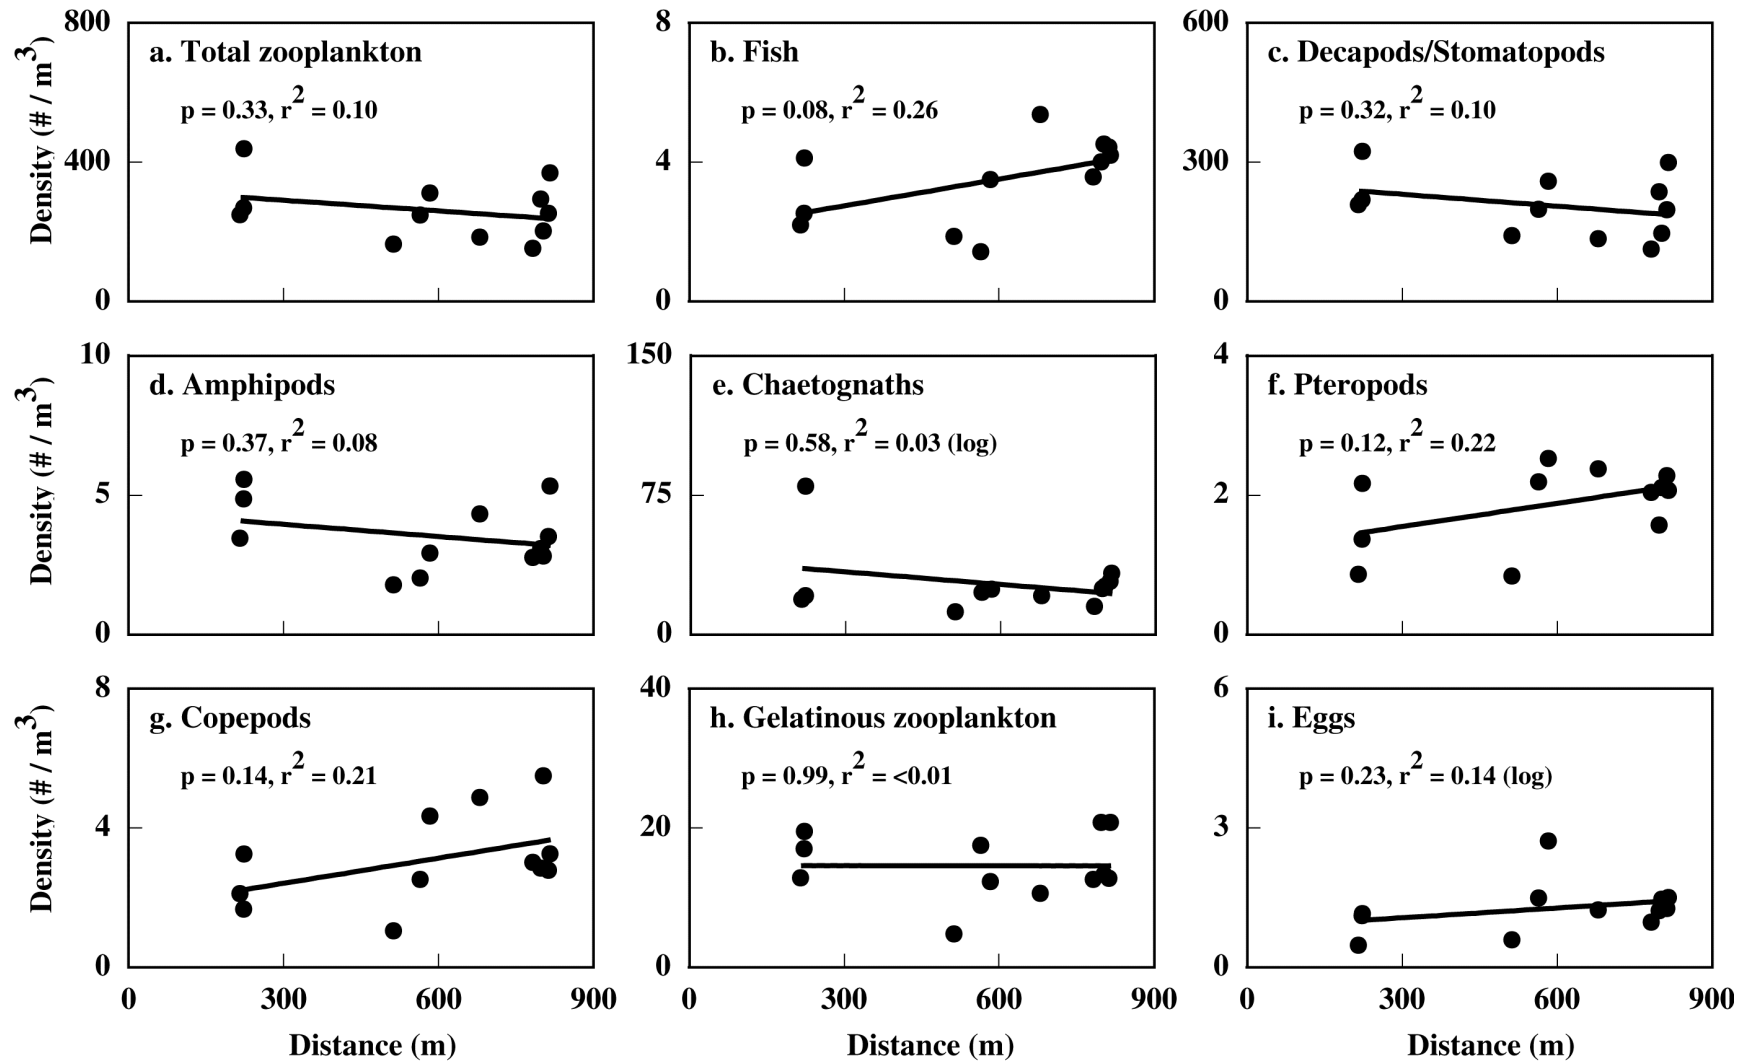 800
400
0
Density (# / m3)
a. Total zooplankton
p = 0.33, r2 = 0.10
8
4
0
b. Fish
p = 0.08, r2 = 0.26
600
300
0
c. Decapods/Stomatopods
p = 0.32, r2 = 0.10
10
5
0
Density (# / m3)
d. Amphipods
p = 0.37, r2 = 0.08
150
75
0
e. Chaetognaths
p = 0.58, r2 = 0.03 (log)
4
2
0
f. Pteropods
p = 0.12, r2 = 0.22
8
4
0
Density (# / m3)
g. Copepods
p = 0.14, r2 = 0.21
0 300 600 900
Distance (m)
40
20
0
h. Gelatinous zooplankton
p = 0.99, r2 = <0.01
0 300 600 900
Distance (m)
6
3
0
i. Eggs
p = 0.23, r2 = 0.14 (log)
0 300 600 900
Distance (m)